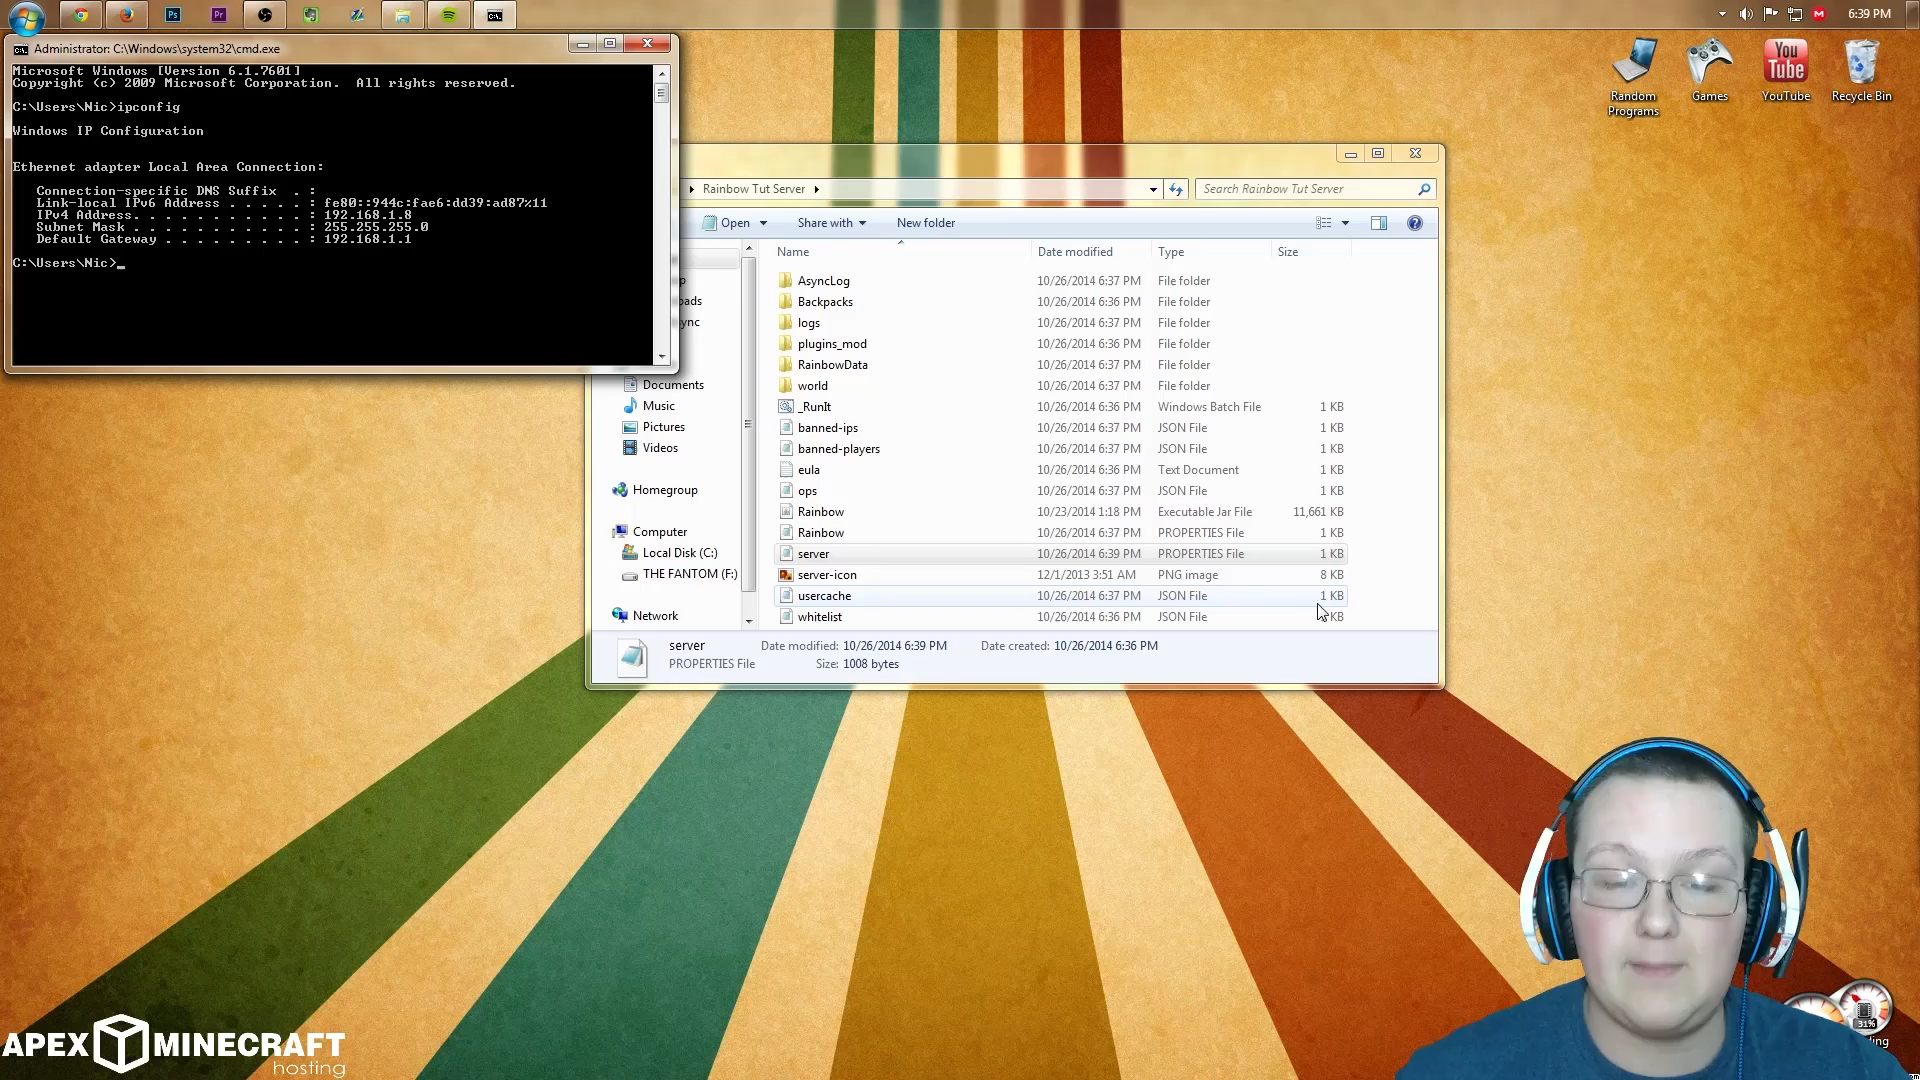 6:39 PM
Administrator: C:\Windows\system32\cmd.exe
Microsoft Windows [Version 6.1.7601]
Copyright (c) 2009 Microsoft Corporation.  All rights reserved.
C:\Users\Nic>ipconfig
Windows IP Configuration
Ethernet adapter Local Area Connection:
Connection-specific DNS Suffix  . :
Link-local IPv6 Address . . . . . : fe80::944c:fae6:dd39:ad87%11
IPv4 Address. . . . . . . . . . . : 192.168.1.8
Subnet Mask . . . . . . . . . . . : 255.255.255.0
Default Gateway . . . . . . . . . : 192.168.1.1
C:\Users\Nic>_
Random Programs
Games
You Tube
YouTube
Recycle Bin
Rainbow Tut Server
Search Rainbow Tut Server
Open
Share with
New folder
Name Date modified Type Size
AsyncLog 10/26/2014 6:37 PM File folder
Backpacks 10/26/2014 6:36 PM File folder
logs 10/26/2014 6:37 PM File folder
plugins_mod 10/26/2014 6:36 PM File folder
RainbowData 10/26/2014 6:37 PM File folder
world 10/26/2014 6:37 PM File folder
_RunIt 10/26/2014 6:36 PM Windows Batch File 1 KB
banned-ips 10/26/2014 6:37 PM JSON File 1 KB
banned-players 10/26/2014 6:37 PM JSON File 1 KB
eula 10/26/2014 6:36 PM Text Document 1 KB
ops 10/26/2014 6:37 PM JSON File 1 KB
Rainbow 10/23/2014 1:18 PM Executable Jar File 11,661 KB
Rainbow 10/26/2014 6:37 PM PROPERTIES File 1 KB
server 10/26/2014 6:39 PM PROPERTIES File 1 KB
server-icon 12/1/2013 3:51 AM PNG image 8 KB
usercache 10/26/2014 6:37 PM JSON File 1 KB
whitelist 10/26/2014 6:36 PM JSON File KB
Documents
Music
Pictures
Videos
Homegroup
Computer
Local Disk (C:)
THE FANTOM (F:)
Network
server Date modified: 10/26/2014 6:39 PM Date created: 10/26/2014 6:36 PM
PROPERTIES File Size: 1008 bytes
31%
APEX MINECRAFT
hosting